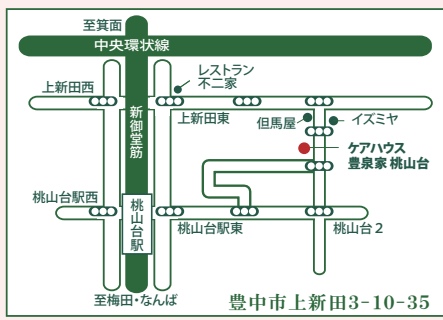 至箕面
中央環状線
レストラン
不二家
上新田西
上新田東
新御堂筋
但馬屋
イズミヤ
ケアハウス
豊泉家 桃山台
桃山台駅西
桃山台駅
桃山台駅東
桃山台2
至梅田・なんば
豊中市上新田3-10-35